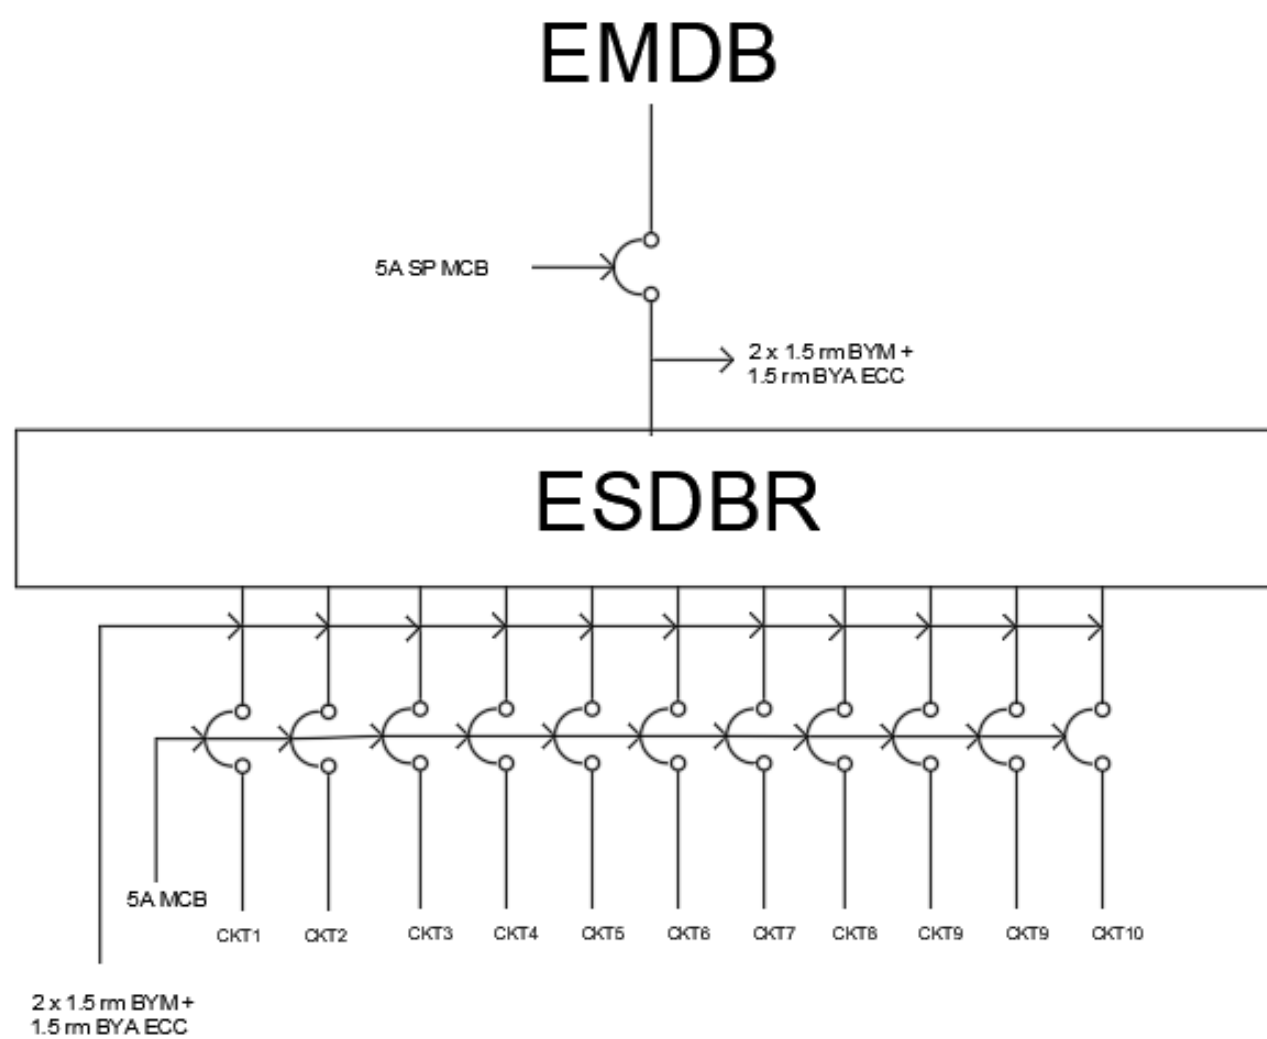 EMDB
5A SP MCB
2 x 1.5 rm BYM +
1.5 rm BYA ECC
ESDBR
5A MCB
CKT1 CKT2 CKT3 CKT4 CKT5 CKT6 CKT7 CKT8 CKT9 CKT9 CKT10
2 x 1.5 rm BYM +
1.5 rm BYA ECC